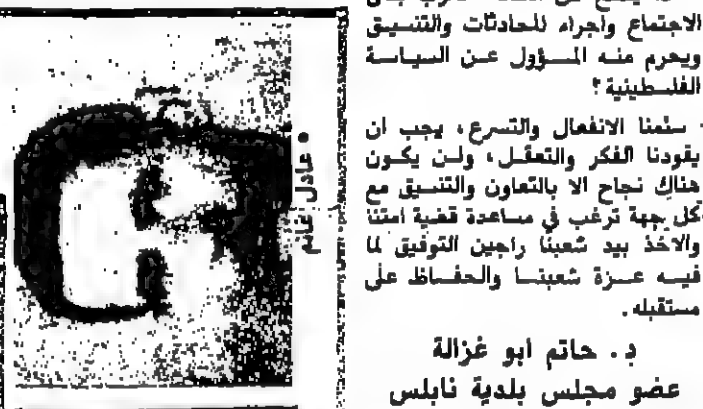 الاجتماع واجراء للحادثات والتنسيق
ويحرم منه المسؤول عن السياسة
الفلسطينية ؟
سئمنا الانفعال والتسرع ، يجب ان
يقودنا الفكر والتعقل ، ولن يكون
هناك نجاح الا بالتعاون والتنسيق مع
كل جهة ترغب في مساعدة قضية امتنا
والاخذ بيد شعبنا راجين التوفيق لما
فيه عزة شعبنا والحفاظ على
مستقبله .
د . حاتم أبو غزالة
عضو مجلس بلدية نابلس
• عادل غانم